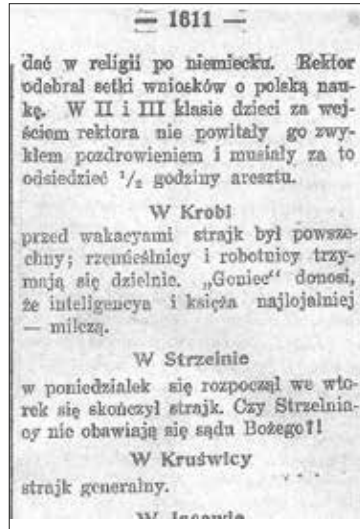 — 1611 —
dać w religii po niemiecku. Rektor
odebrał setki wniosków o polską nau-
kę. W II i III klasie dzieci za wej-
ściem rektora nie powitały go zwy-
kłem pozdrowieniem i musiały za to
odsiedzieć ½ godziny aresztu.
W Krobi
przed wakacyami strajk był powsze-
chny; rzemieślnicy i robotnicy trzy-
mają się dzielnie. „Goniec“ donosi,
że inteligencya i księża najlojalniej
— milczą.
W Strzelnie
w poniedziałek się rozpoczął we wto-
rek się skończył strajk. Czy Strzelnia-
cy nie obawiają się sądu Bożego?!
W Kruświcy
strajk generalny.